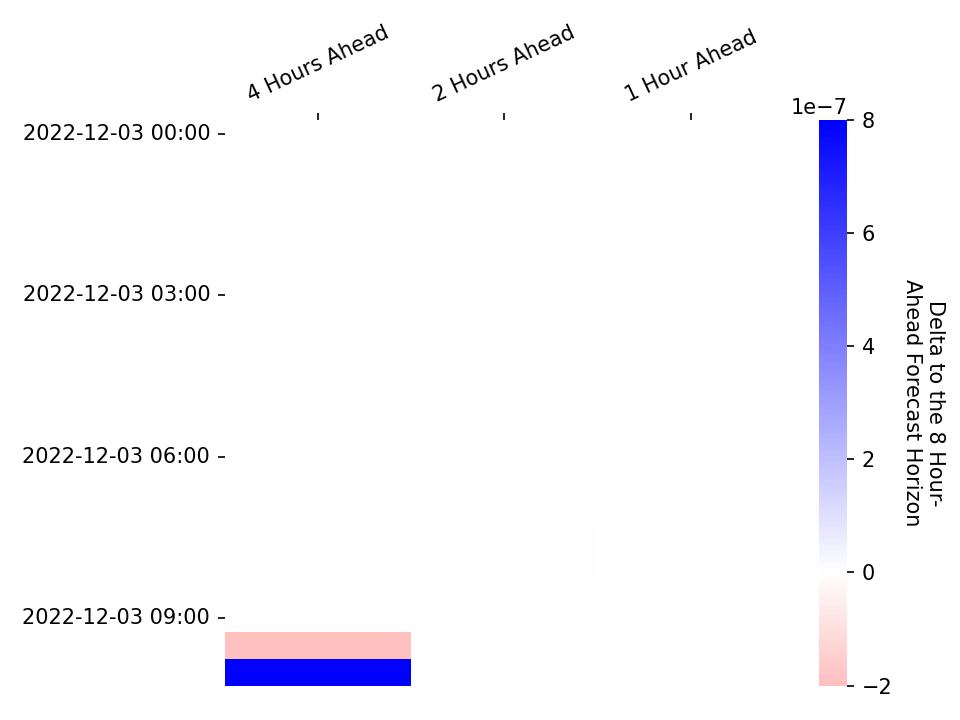 4 Hours Ahead
2 Hours Ahead
1 Hour Ahead
2022-12-03 00:00
2022-12-03 03:00
2022-12-03 06:00
2022-12-03 09:00
1e−7
8
6
4
2
0
−2
Delta to the 8 Hour-
Ahead Forecast Horizon